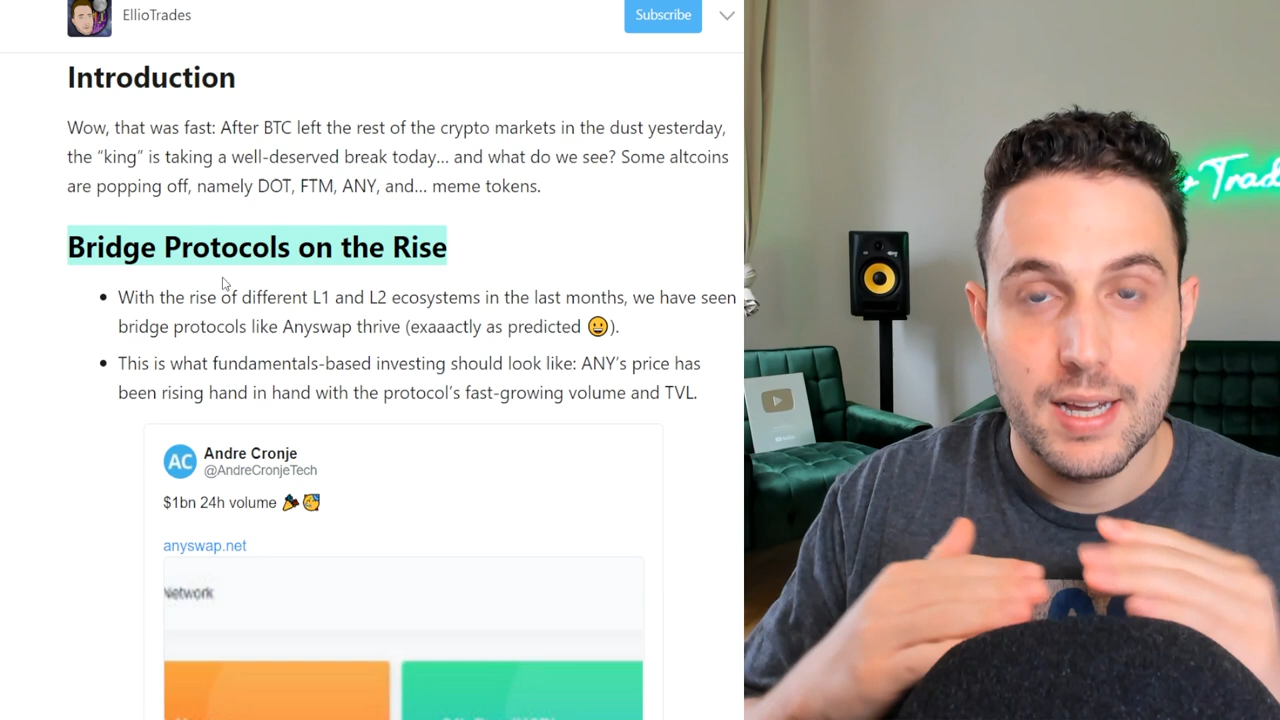 EllioTrades
Subscribe
Introduction
Wow, that was fast: After BTC left the rest of the crypto markets in the dust yesterday,
the “king” is taking a well-deserved break today… and what do we see? Some altcoins
are popping off, namely DOT, FTM, ANY, and… meme tokens.
Bridge Protocols on the Rise
With the rise of different L1 and L2 ecosystems in the last months, we have seen
bridge protocols like Anyswap thrive (exaaactly as predicted 😀).
This is what fundamentals-based investing should look like: ANY’s price has
been rising hand in hand with the protocol’s fast-growing volume and TVL.
AC
Andre Cronje
@AndreCronjeTech
$1bn 24h volume 🎉🥳
anyswap.net
Network
Trad